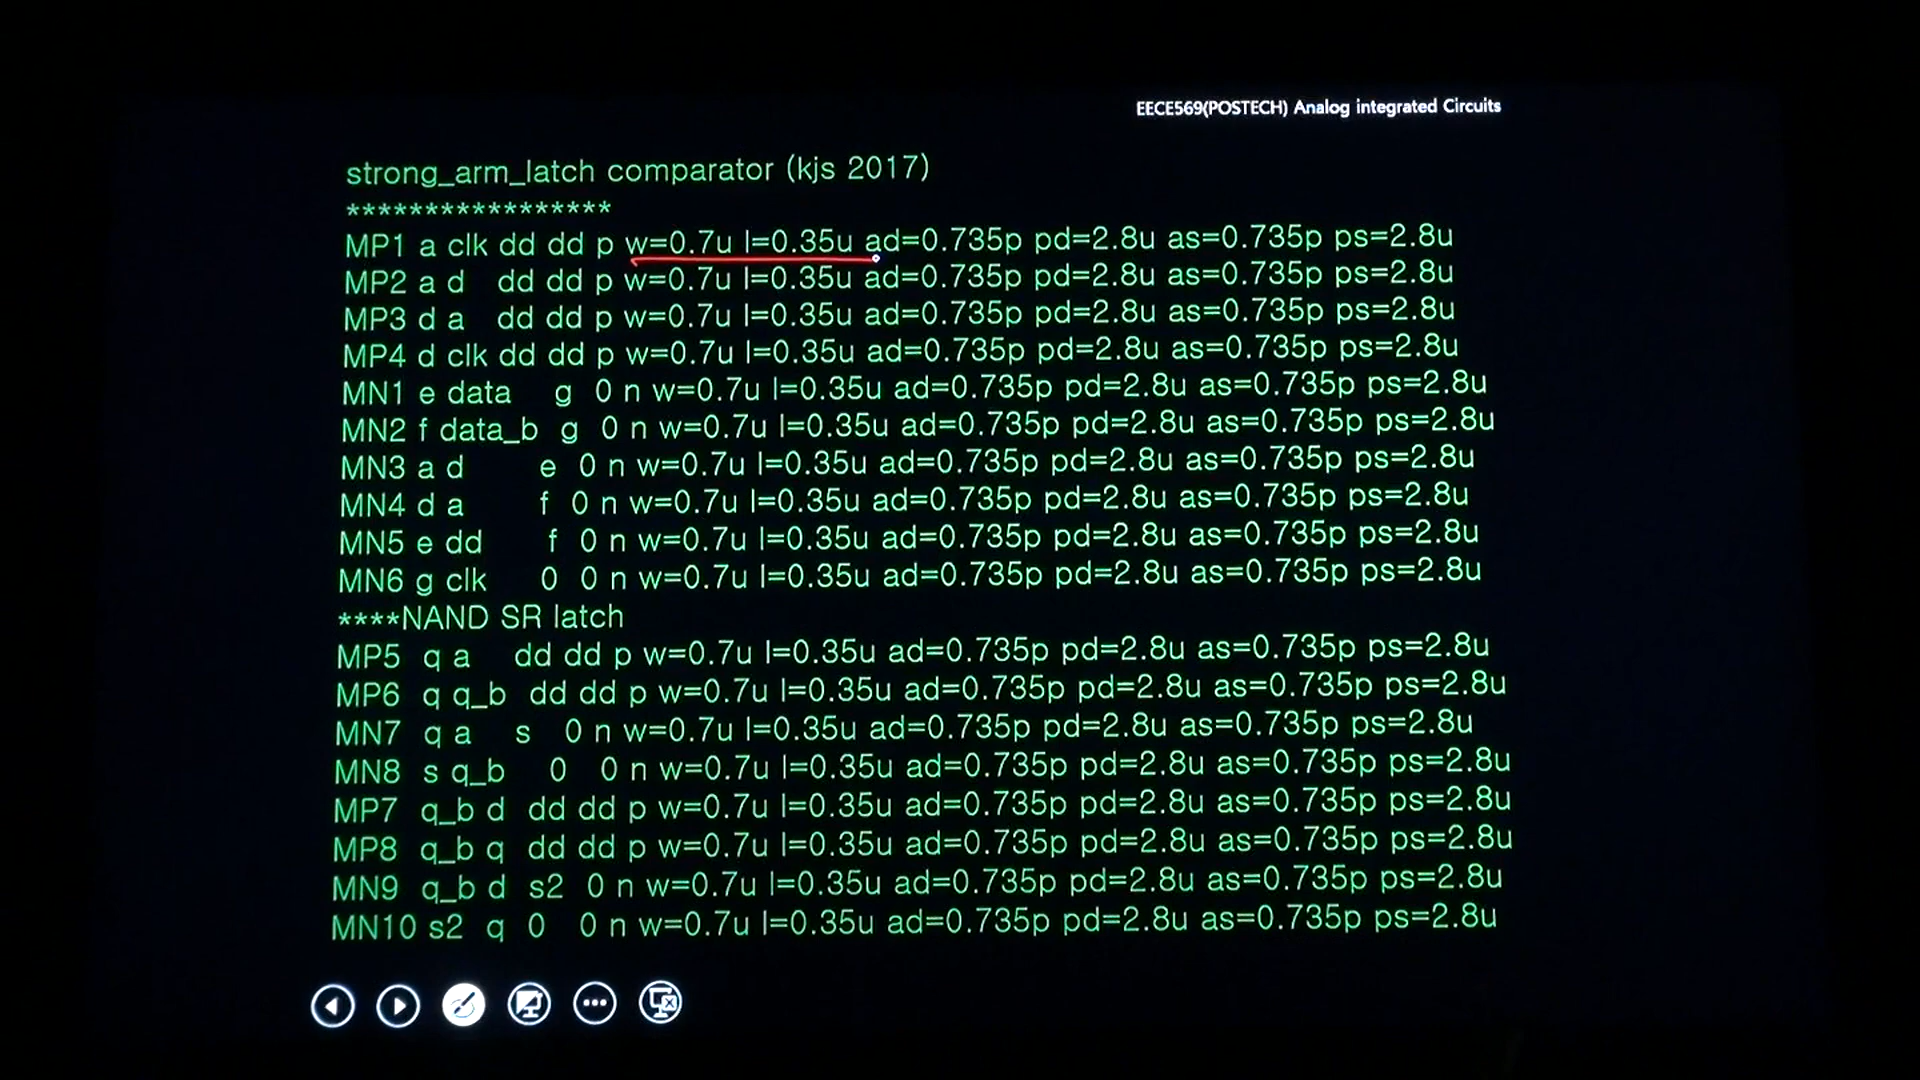 EECE569(POSTECH) Analog integrated Circuits
strong_arm_latch comparator (kjs 2017)
*****************
MP1 a clk dd dd p w=0.7u l=0.35u ad=0.735p pd=2.8u as=0.735p ps=2.8u
MP2 a d dd dd p w=0.7u l=0.35u ad=0.735p pd=2.8u as=0.735p ps=2.8u
MP3 d a dd dd p w=0.7u l=0.35u ad=0.735p pd=2.8u as=0.735p ps=2.8u
MP4 d clk dd dd p w=0.7u l=0.35u ad=0.735p pd=2.8u as=0.735p ps=2.8u
MN1 e data g 0 n w=0.7u l=0.35u ad=0.735p pd=2.8u as=0.735p ps=2.8u
MN2 f data_b g 0 n w=0.7u l=0.35u ad=0.735p pd=2.8u as=0.735p ps=2.8u
MN3 a d e 0 n w=0.7u l=0.35u ad=0.735p pd=2.8u as=0.735p ps=2.8u
MN4 d a f 0 n w=0.7u l=0.35u ad=0.735p pd=2.8u as=0.735p ps=2.8u
MN5 e dd f 0 n w=0.7u l=0.35u ad=0.735p pd=2.8u as=0.735p ps=2.8u
MN6 g clk 0 0 n w=0.7u l=0.35u ad=0.735p pd=2.8u as=0.735p ps=2.8u
****NAND SR latch
MP5 q a dd dd p w=0.7u l=0.35u ad=0.735p pd=2.8u as=0.735p ps=2.8u
MP6 q q_b dd dd p w=0.7u l=0.35u ad=0.735p pd=2.8u as=0.735p ps=2.8u
MN7 q a s 0 n w=0.7u l=0.35u ad=0.735p pd=2.8u as=0.735p ps=2.8u
MN8 s q_b 0 0 n w=0.7u l=0.35u ad=0.735p pd=2.8u as=0.735p ps=2.8u
MP7 q_b d dd dd p w=0.7u l=0.35u ad=0.735p pd=2.8u as=0.735p ps=2.8u
MP8 q_b q dd dd p w=0.7u l=0.35u ad=0.735p pd=2.8u as=0.735p ps=2.8u
MN9 q_b d s2 0 n w=0.7u l=0.35u ad=0.735p pd=2.8u as=0.735p ps=2.8u
MN10 s2 q 0 0 n w=0.7u l=0.35u ad=0.735p pd=2.8u as=0.735p ps=2.8u